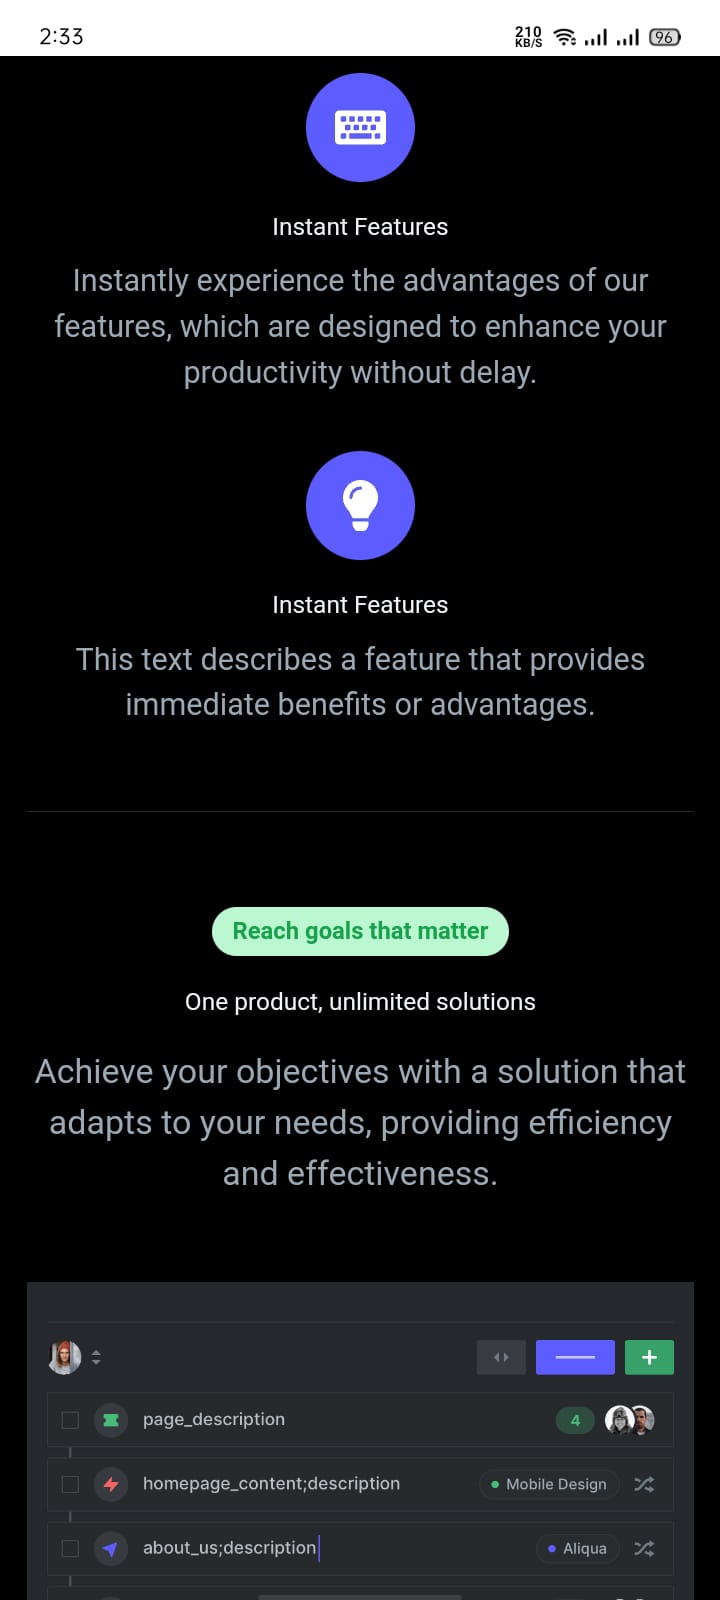 2:33
210
KB/S
96
Instant Features
Instantly experience the advantages of our
features, which are designed to enhance your
productivity without delay.
Instant Features
This text describes a feature that provides
immediate benefits or advantages.
Reach goals that matter
One product, unlimited solutions
Achieve your objectives with a solution that
adapts to your needs, providing efficiency
and effectiveness.
page_description 4
homepage_content;description Mobile Design
about_us;description Aliqua